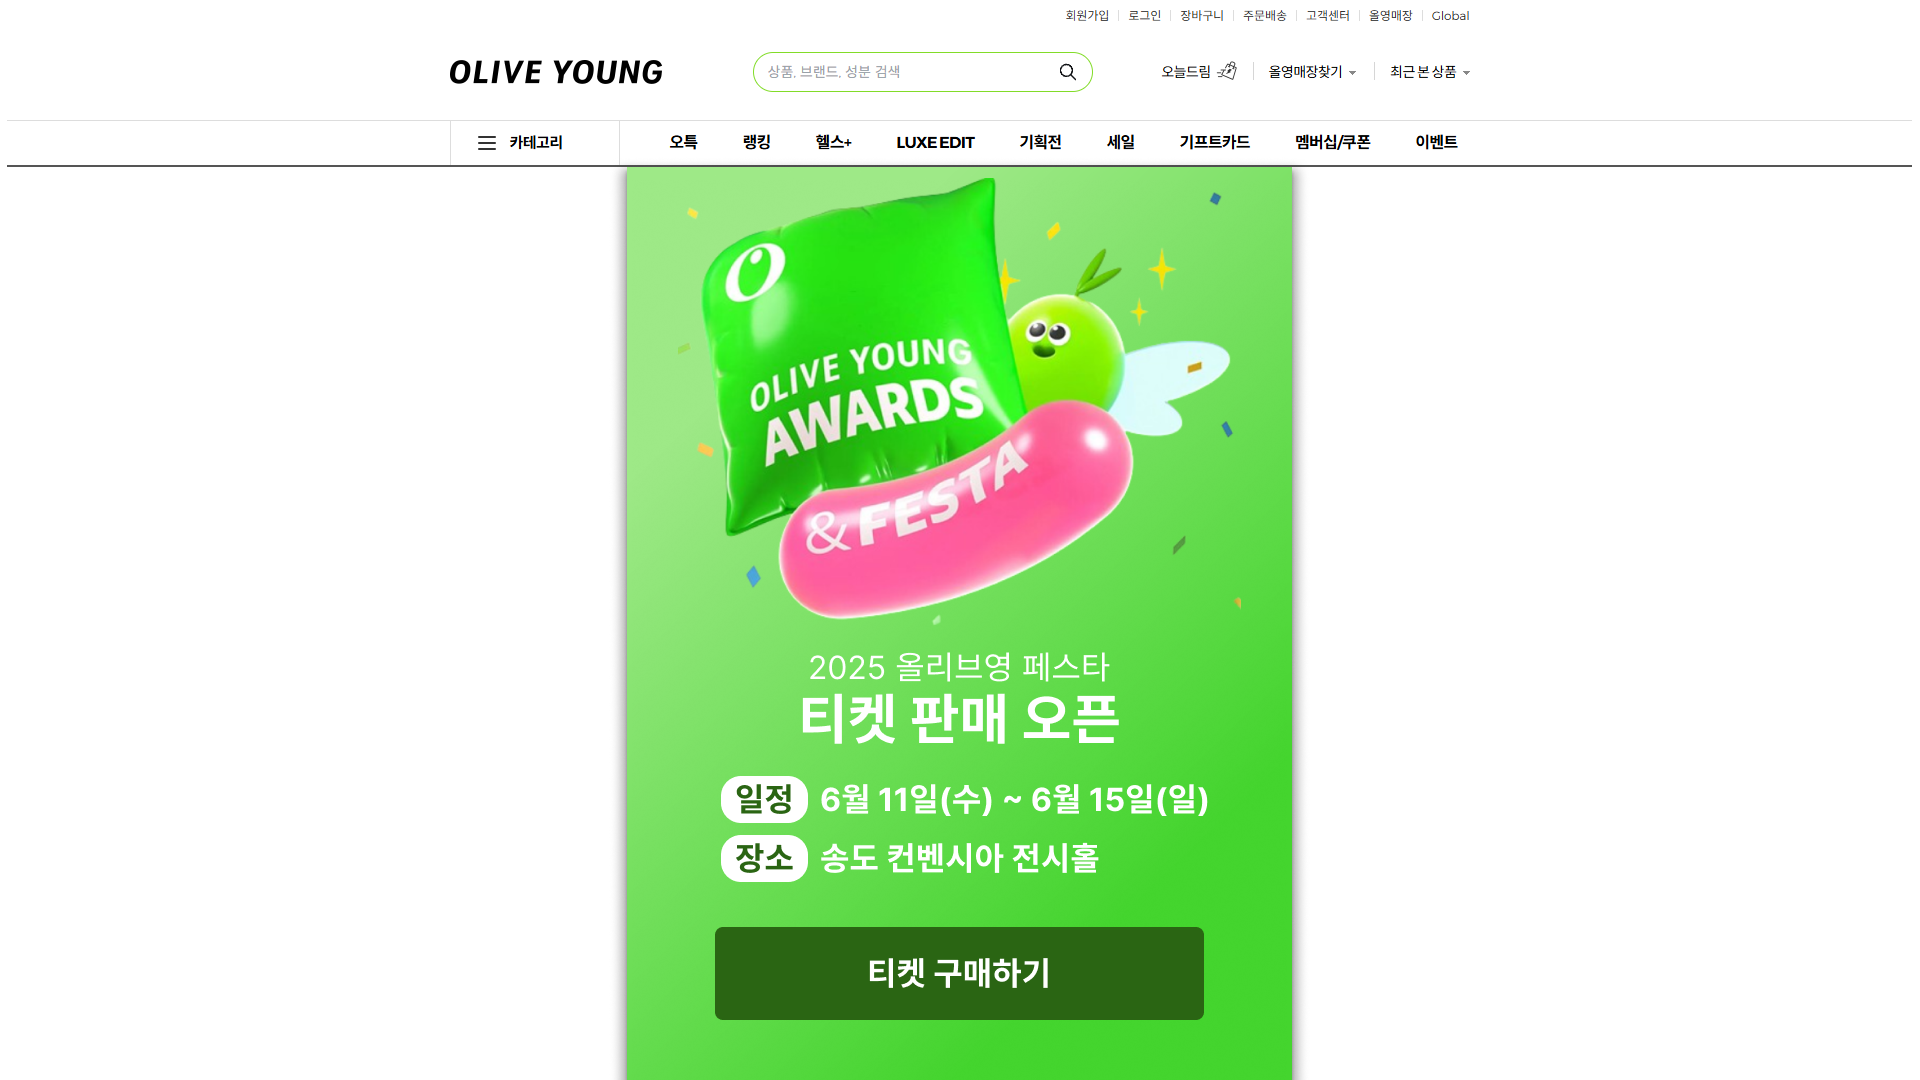 회원가입 로그인 장바구니 주문배송 고객센터 올영매장 Global
OLIVE YOUNG
상품, 브랜드, 성분 검색
오늘드림 올영매장찾기 최근 본 상품
카테고리 오특 랭킹 헬스+ LUXE EDIT 기획전 세일 기프트카드 멤버십/쿠폰 이벤트
O
OLIVE YOUNG
AWARDS
& FESTA
2025 올리브영 페스타
티켓 판매 오픈
일정 6월 11일(수) ~ 6월 15일(일)
장소 송도 컨벤시아 전시홀
티켓 구매하기